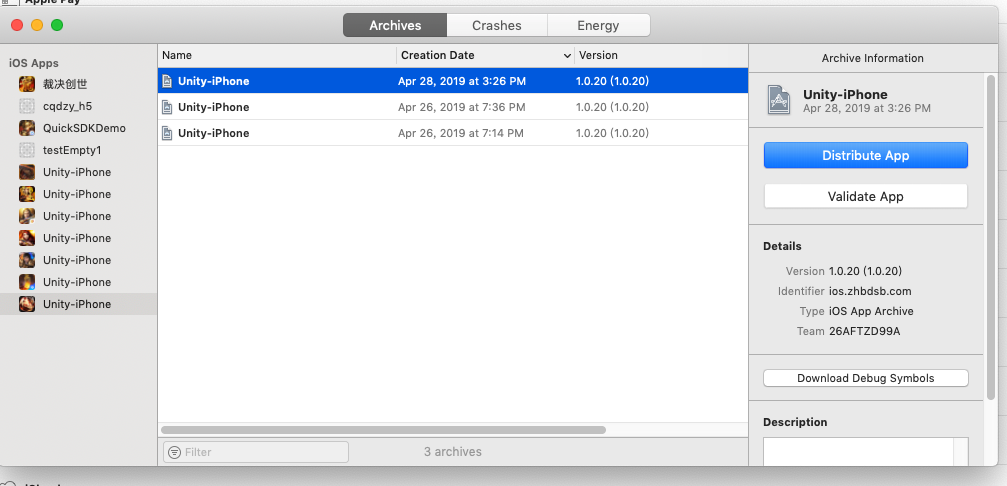 Apple Pay
Archives Crashes Energy
iOS Apps
裁决创世
cqdzy_h5
QuickSDKDemo
testEmpty1
Unity-iPhone
Unity-iPhone
Unity-iPhone
Unity-iPhone
Unity-iPhone
Unity-iPhone
Unity-iPhone
Name Creation Date Version
Unity-iPhone Apr 28, 2019 at 3:26 PM 1.0.20 (1.0.20)
Unity-iPhone Apr 26, 2019 at 7:36 PM 1.0.20 (1.0.20)
Unity-iPhone Apr 26, 2019 at 7:14 PM 1.0.20 (1.0.20)
Filter 3 archives
Archive Information
Unity-iPhone
Apr 28, 2019 at 3:26 PM
Distribute App
Validate App
Details
Version 1.0.20 (1.0.20)
Identifier ios.zhbdsb.com
Type iOS App Archive
Team 26AFTZD99A
Download Debug Symbols
Description